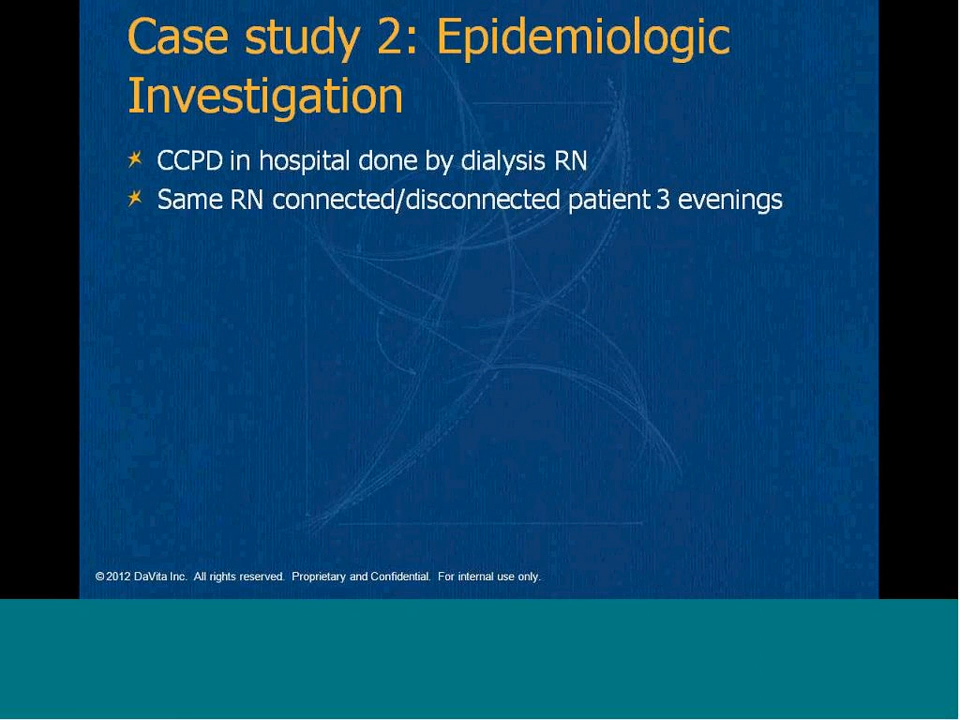 Case study 2: Epidemiologic
Investigation
CCPD in hospital done by dialysis RN
Same RN connected/disconnected patient 3 evenings
© 2012 DaVita Inc. All rights reserved. Proprietary and Confidential. For internal use only.